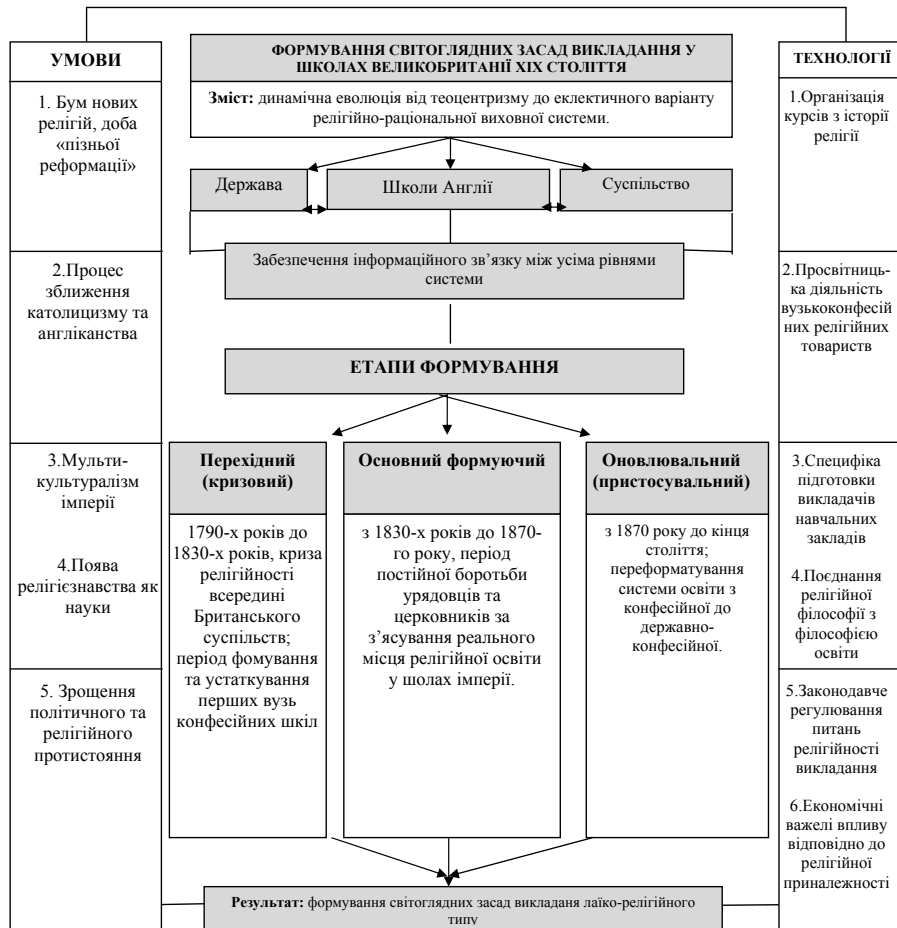 УМОВИ
1. Бум нових
релігій, доба
«пізньої
реформації»
2.Процес
зближення
католицизму та
англіканства
3.Мульти-
культуралізм
імперії
4.Поява
релігієзнавства як
науки
5. Зрощення
політичного та
релігійного
протистояння
ФОРМУВАННЯ СВІТОГЛЯДНИХ ЗАСАД ВИКЛАДАННЯ У
ШКОЛАХ ВЕЛИКОБРИТАНІЇ ХІХ СТОЛІТТЯ
Зміст: динамічна еволюція від теоцентризму до еклектичного варіанту
релігійно-раціональної виховної системи.
Держава
Школи Англії
Суспільство
Забезпечення інформаційного зв’язку між усіма рівнями
системи
ЕТАПИ ФОРМУВАННЯ
Перехідний
(кризовий)
1790-х років до
1830-х років, криза
релігійності
всередині
Британського
суспільств;
період фомування
та устаткування
перших вузь
конфесійних шкіл
Основний формуючий
з 1830-х років до 1870-
го року, період
постійної боротьби
урядовців та
церковників за
з’ясування реального
місця релігійної освіти
у шолах імперії.
Оновлювальний
(пристосувальний)
з 1870 року до кінця
століття;
переформатування
системи освіти з
конфесійної до
державно-
конфесійної.
Результат: формування світоглядних засад викладаня лаїко-релігійного
типу
ТЕХНОЛОГІЇ
1.Організація
курсів з історії
релігії
2.Просвітниць-
ка діяльність
вузькоконфесій
них релігійних
товариств
3.Специфіка
підготовки
викладачів
навчальних
закладів
4.Поєднання
релігійної
філософії з
філософією
освіти
5.Законодавче
регулювання
питань
релігійності
викладання
6.Економічні
важелі впливу
відповідно до
релігійної
приналежності